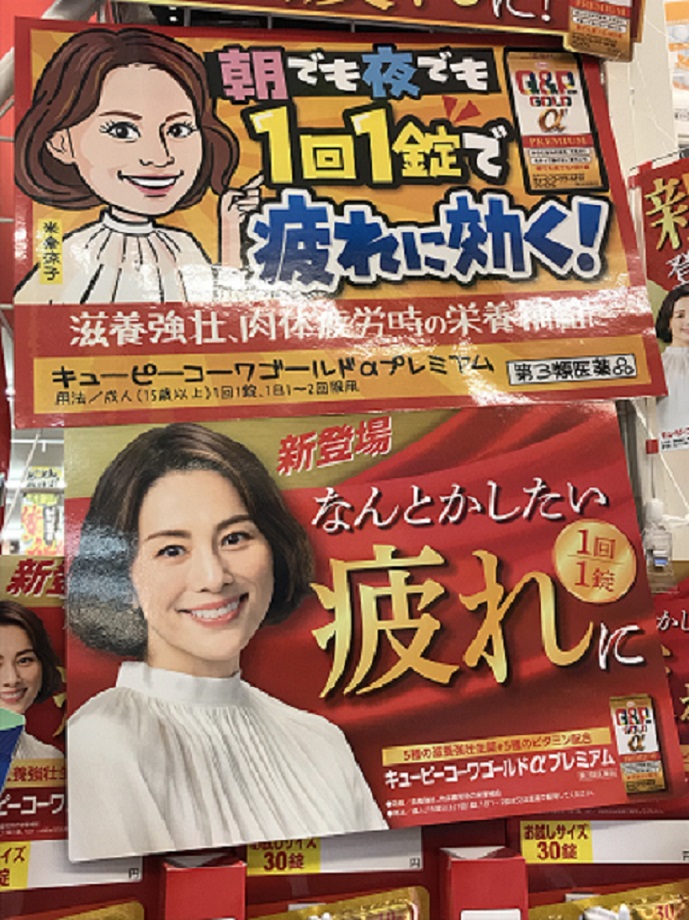 に!
朝でも夜でも
1回1錠で
疲れに効く!
Q&P
GOLD
α
PREMIUM
米倉涼子
滋養強壮、肉体疲労時の栄養補給に
キューピーコーワゴールドαプレミアム
第3類医薬品
用法/成人(15歳以上)1回1錠、1日1~2回服用
新登場
なんとかしたい
疲れに
1回
1錠
Q&P
GOLD
α
5種の滋養強壮生薬+5種のビタミン配合
キューピーコーワゴールドαプレミアム
新
登
新
お試しサイズ
30錠
お試しサイズ
30錠
イズ
錠
円
円